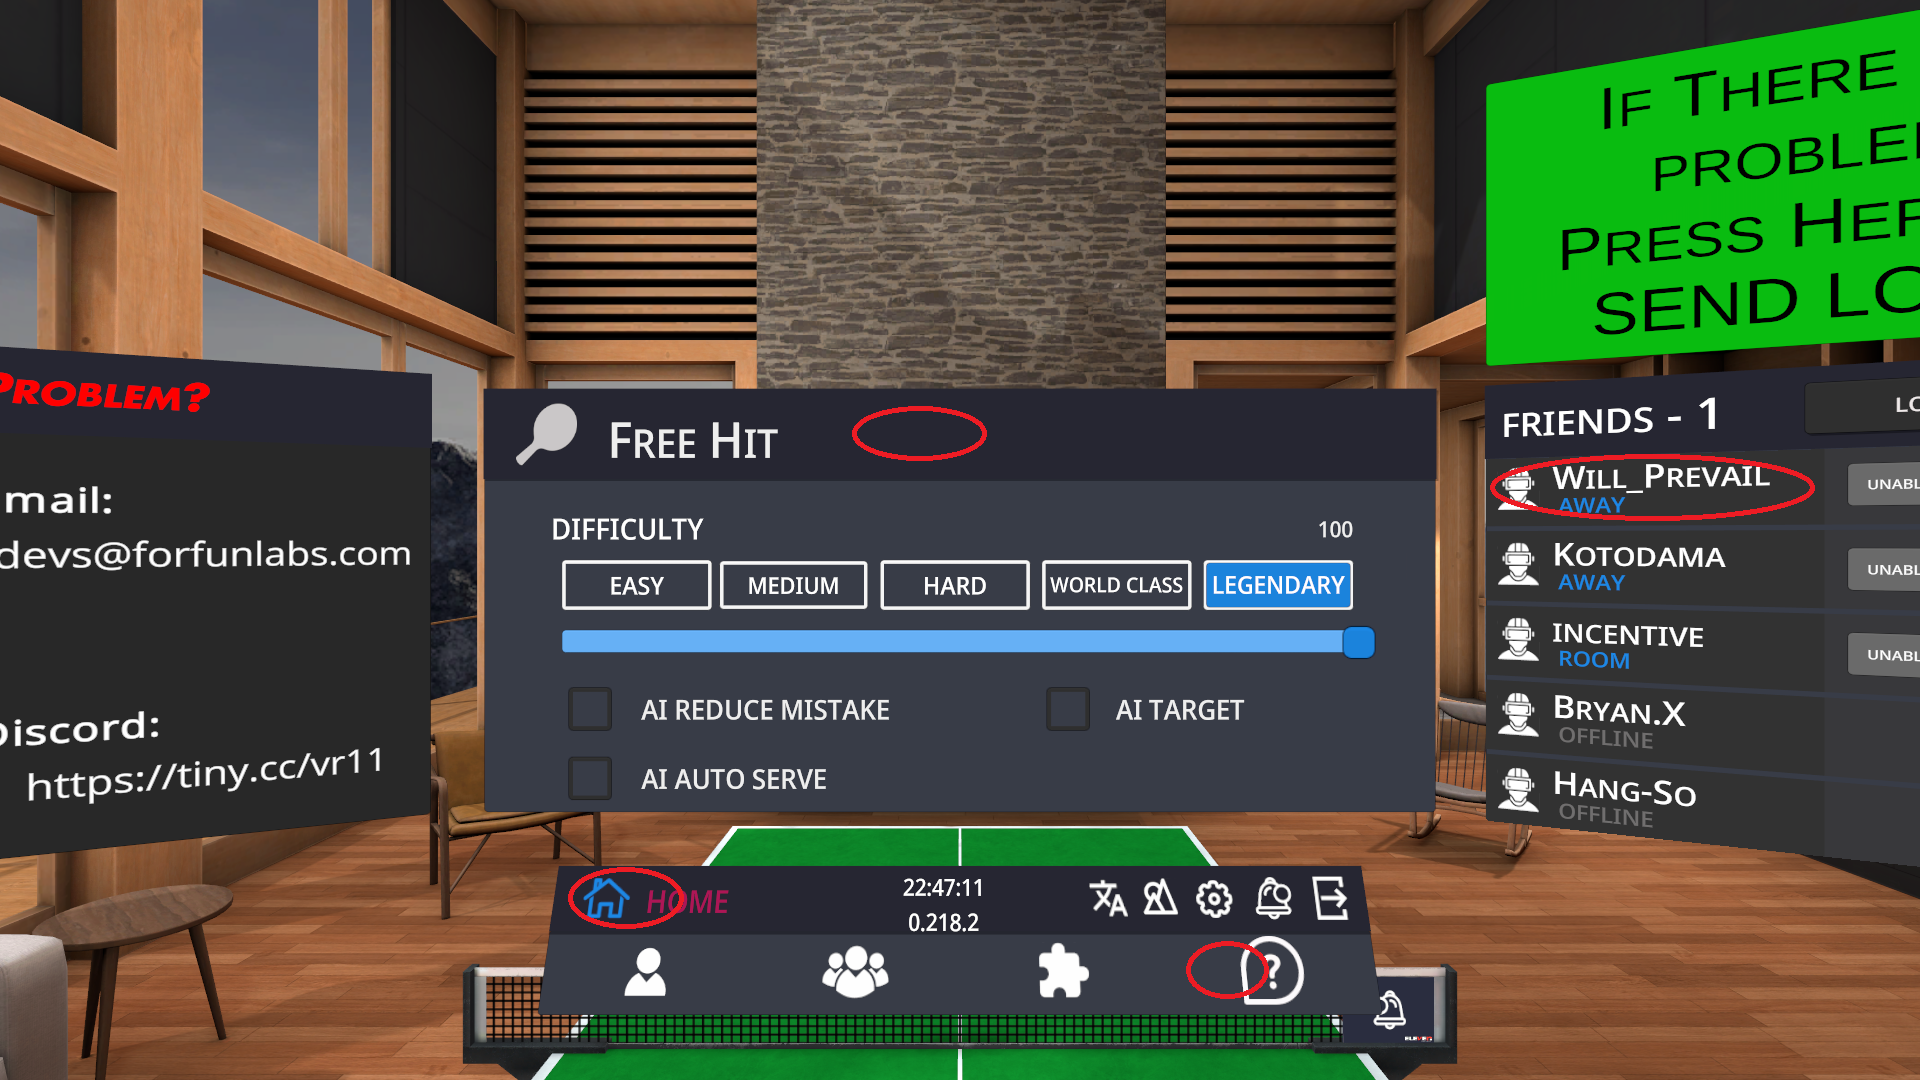 IF THERE
PROBLE
PRESS HER
SEND LO
PROBLEM?
mail:
devs@forfunlabs.com
Discord:
https://tiny.cc/vr11
FREE HIT
DIFFICULTY
100
EASY
MEDIUM
HARD
WORLD CLASS
LEGENDARY
AI REDUCE MISTAKE
AI TARGET
AI AUTO SERVE
FRIENDS - 1
LO
WILL_PREVAIL
AWAY
UNABL
KOTODAMA
AWAY
UNABL
INCENTIVE
ROOM
UNABL
BRYAN.X
OFFLINE
HANG-SO
OFFLINE
HOME
22:47:11
0.218.2
ELEVEN